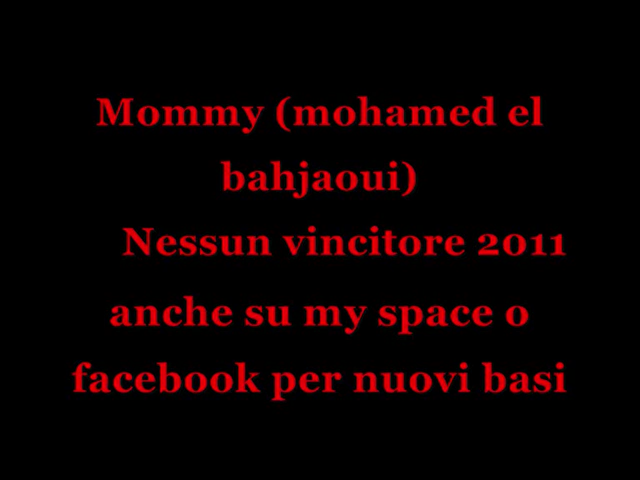 Mommy (mohamed el
bahjaoui)
Nessun vincitore 2011
anche su my space o
facebook per nuovi basi